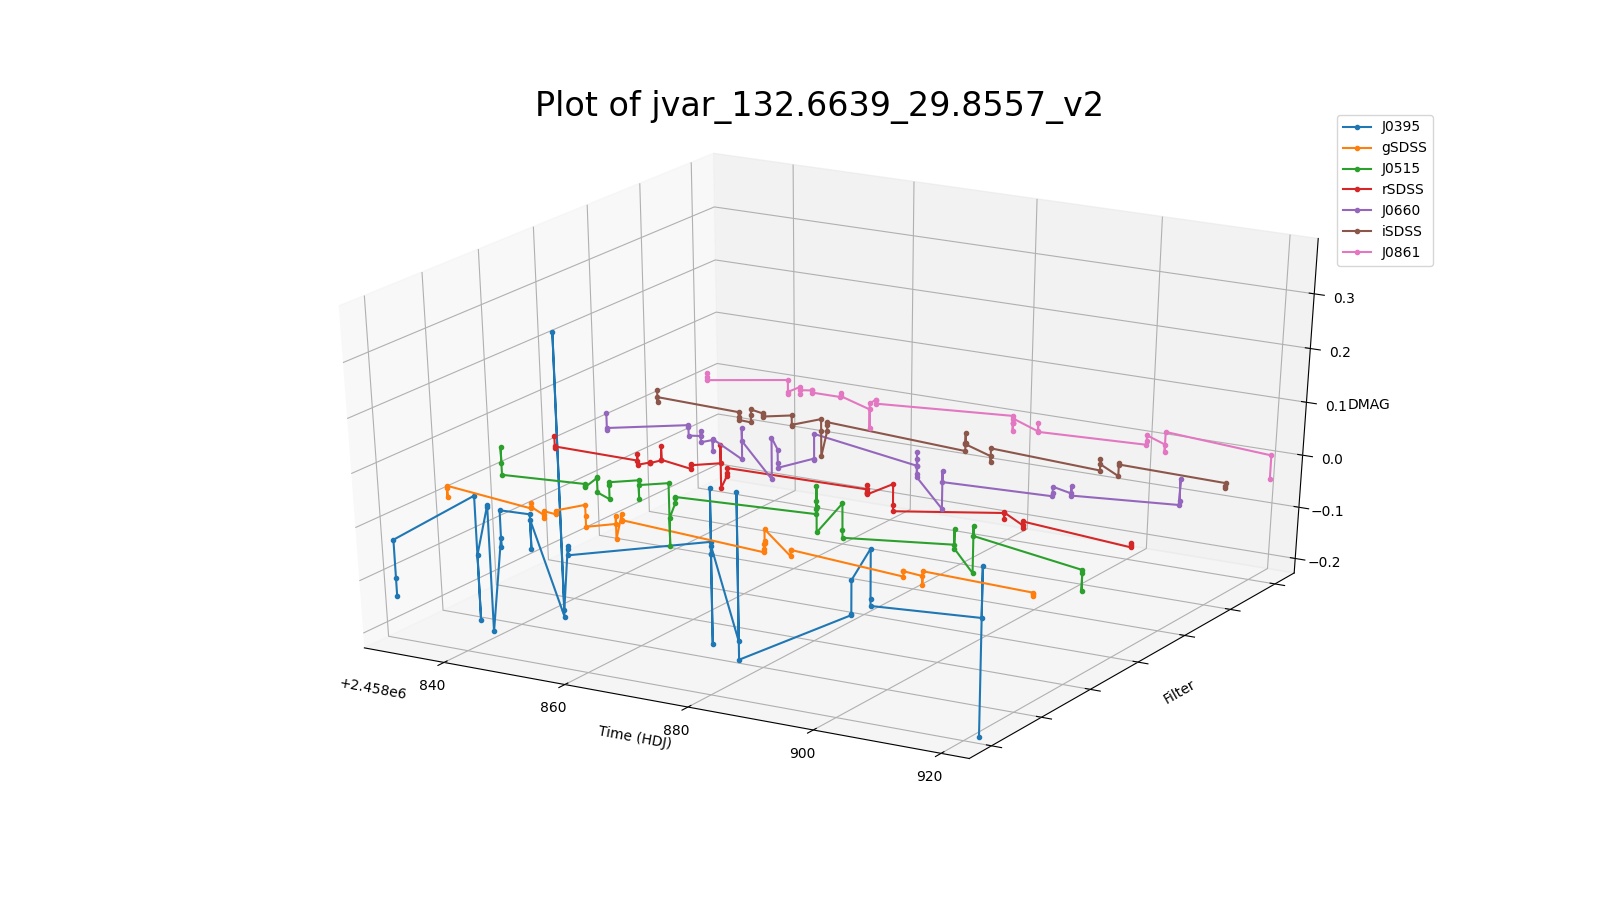 Plot of jvar_132.6639_29.8557_v2
J0395
gSDSS
J0515
rSDSS
J0660
iSDSS
J0861
0.3
0.2
0.1
DMAG
0.0
−0.1
−0.2
Filter
+2.458e6
840
860
880
900
920
Time (HDJ)